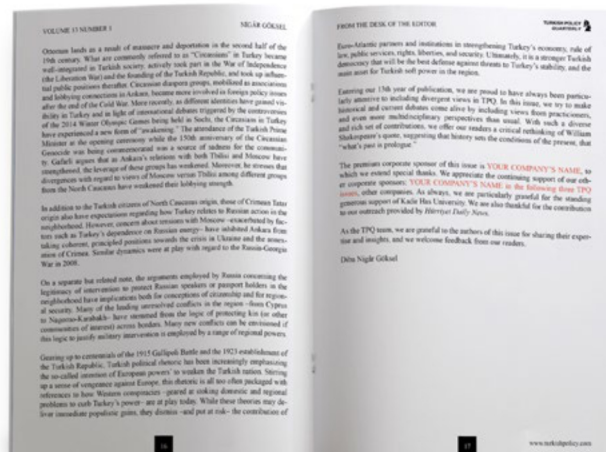 VOLUME 13 NUMBER 1
NİGAR GÖKSEL
Ottoman lands as a result of massacre and deportation in the second half of the
19th century. What are commonly referred to as "Circassians" in Turkey became
well-integrated in Turkish society, actively took part in the War of Independence
(the Liberation War) and the founding of the Turkish Republic, and took up influen-
tial public positions therafter. Circassian diaspora groups, mobilized as associations
and lobbying connections in Ankara, became more involved in foreign policy issues
after the end of the Cold War. More recently, as different identities have gained vis-
ibility in Turkey and in light of international debates triggered by the controversies
of the 2014 Winter Olympic Games being held in Sochi, the Circassians in Turkey
have experienced a new form of "awakening." The attendance of the Turkish Prime
Minister at the opening ceremony while the 150th anniversary of the Circassian
Genocide was being commemorated was a source of sadness for the communi-
ty. Gafarlı argues that as Ankara's relations with both Tbilisi and Moscow have
strengthened, the leverage of these groups has weakened. Moreover, he stresses that
divergences with regard to views of Moscow versus Tbilisi among different groups
from the North Caucasus have weakened their lobbying strength.
In addition to the Turkish citizens of North Caucasus origin, those of Crimean Tatar
origin also have expectations regarding how Turkey relates to Russian action in the
neighborhood. However, concern about tensions with Moscow –exacerbated by fac-
tors such as Turkey's dependence on Russian energy– have inhibited Ankara from
taking coherent, principled positions towards the crisis in Ukraine and the annex-
ation of Crimea. Similar dynamics were at play with regard to the Russia-Georgia
War in 2008.
On a separate but related note, the arguments employed by Russia concerning the
legitimacy of intervention to protect Russian speakers or passport holders in the
neighborhood have implications both for conceptions of citizenship and for region-
al security. Many of the lingering unresolved conflicts in the region –from Cyprus
to Nagorno-Karabakh– have stemmed from the logic of protecting kin (or other
communities of interest) across borders. Many new conflicts can be envisioned if
this logic to justify military intervention is employed by a range of regional powers.
Gearing up to centennials of the 1915 Gallipoli Battle and the 1923 establishment of
the Turkish Republic, Turkish political rhetoric has been increasingly emphasizing
the so-called intention of European powers' to weaken the Turkish nation. Stirring
up a sense of vengeance against Europe, this rhetoric is all too often packaged with
references to how Western conspiracies –geared at stoking domestic and regional
problems to curb Turkey's power– are at play today. While these theories may de-
liver immediate populistic gains, they dismiss –and put at risk– the contribution of
16
FROM THE DESK OF THE EDITOR
TURKISH POLICY
QUARTERLY
Euro-Atlantic partners and institutions in strengthening Turkey's economy, rule of
law, public services, rights, liberties, and security. Ultimately, it is a stronger Turkish
democracy that will be the best defense against threats to Turkey's stability, and the
main asset for Turkish soft power in the region.
Entering our 13th year of publication, we are proud to have always been particu-
larly attentive to including divergent views in TPQ. In this issue, we try to make
historical and current debates come alive by including views from practitioners,
and even more multidisciplinary perspectives than usual. With such a diverse
and rich set of contributors, we offer our readers a critical rethinking of William
Shakespeare's quote, suggesting that history sets the conditions of the present, that
"what's past is prologue."
The premium corporate sponsor of this issue is YOUR COMPANY'S NAME, to
which we extend special thanks. We appreciate the continuing support of our oth-
er corporate sponsors: YOUR COMPANY'S NAME in the following three TPQ
issues, other companies. As always, we are particularly grateful for the standing
generous support of Kadir Has University. We are also thankful for the contribution
to our outreach provided by Hürriyet Daily News.
As the TPQ team, we are grateful to the authors of this issue for sharing their exper-
tise and insights, and we welcome feedback from our readers.
Diba Nigâr Göksel
17
www.turkishpolicy.com